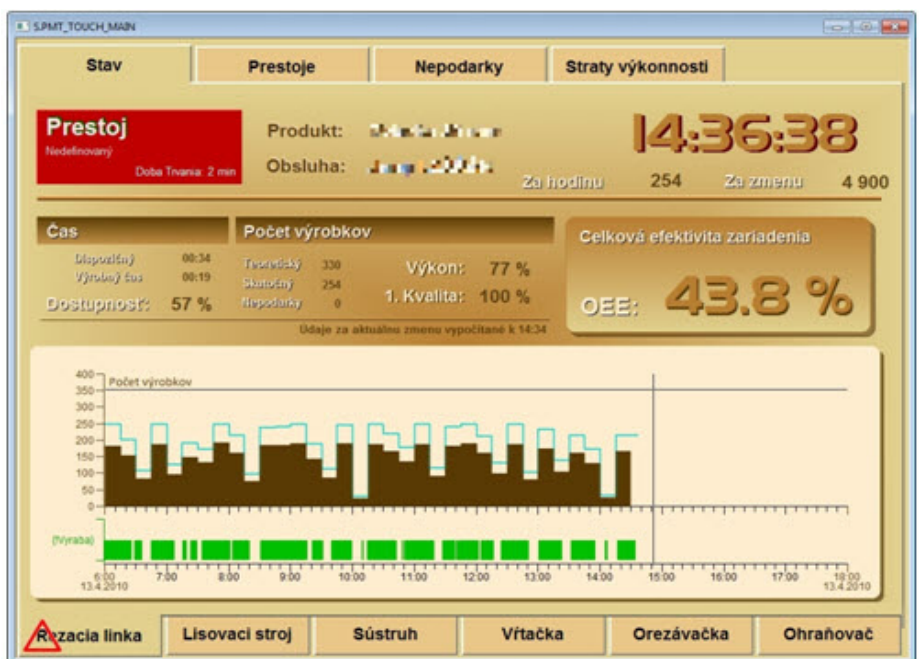 S.PMT_TOUCH_MAIN
Stav Prestoje Nepodarky Straty výkonnosti
Prestoj
Nedefinovaný
Doba Trvania: 2 min
Produkt:
Obsluha:
14:36:38
Za hodinu 254 Za zmenu 4 900
Čas
Dispozičný 00:34
Výrobný čas 00:19
Dostupnosť: 57 %
Počet výrobkov
Teoretický 330
Skutočný 254
Nepodarky 0
Výkon: 77 %
1. Kvalita: 100 %
Údaje za aktuálnu zmenu vypočítané k 14:34
Celková efektivita zariadenia
OEE: 43.8 %
Počet výrobkov
400
350
300
250
200
150
100
50
0
(Výraba)
6:00 7:00 8:00 9:00 10:00 11:00 12:00 13:00 14:00 15:00 16:00 17:00 18:00
13.4.2010 13.4.2010
Rezacia linka Lisovaci stroj Sústruh Vŕtačka Orezávačka Ohraňovač